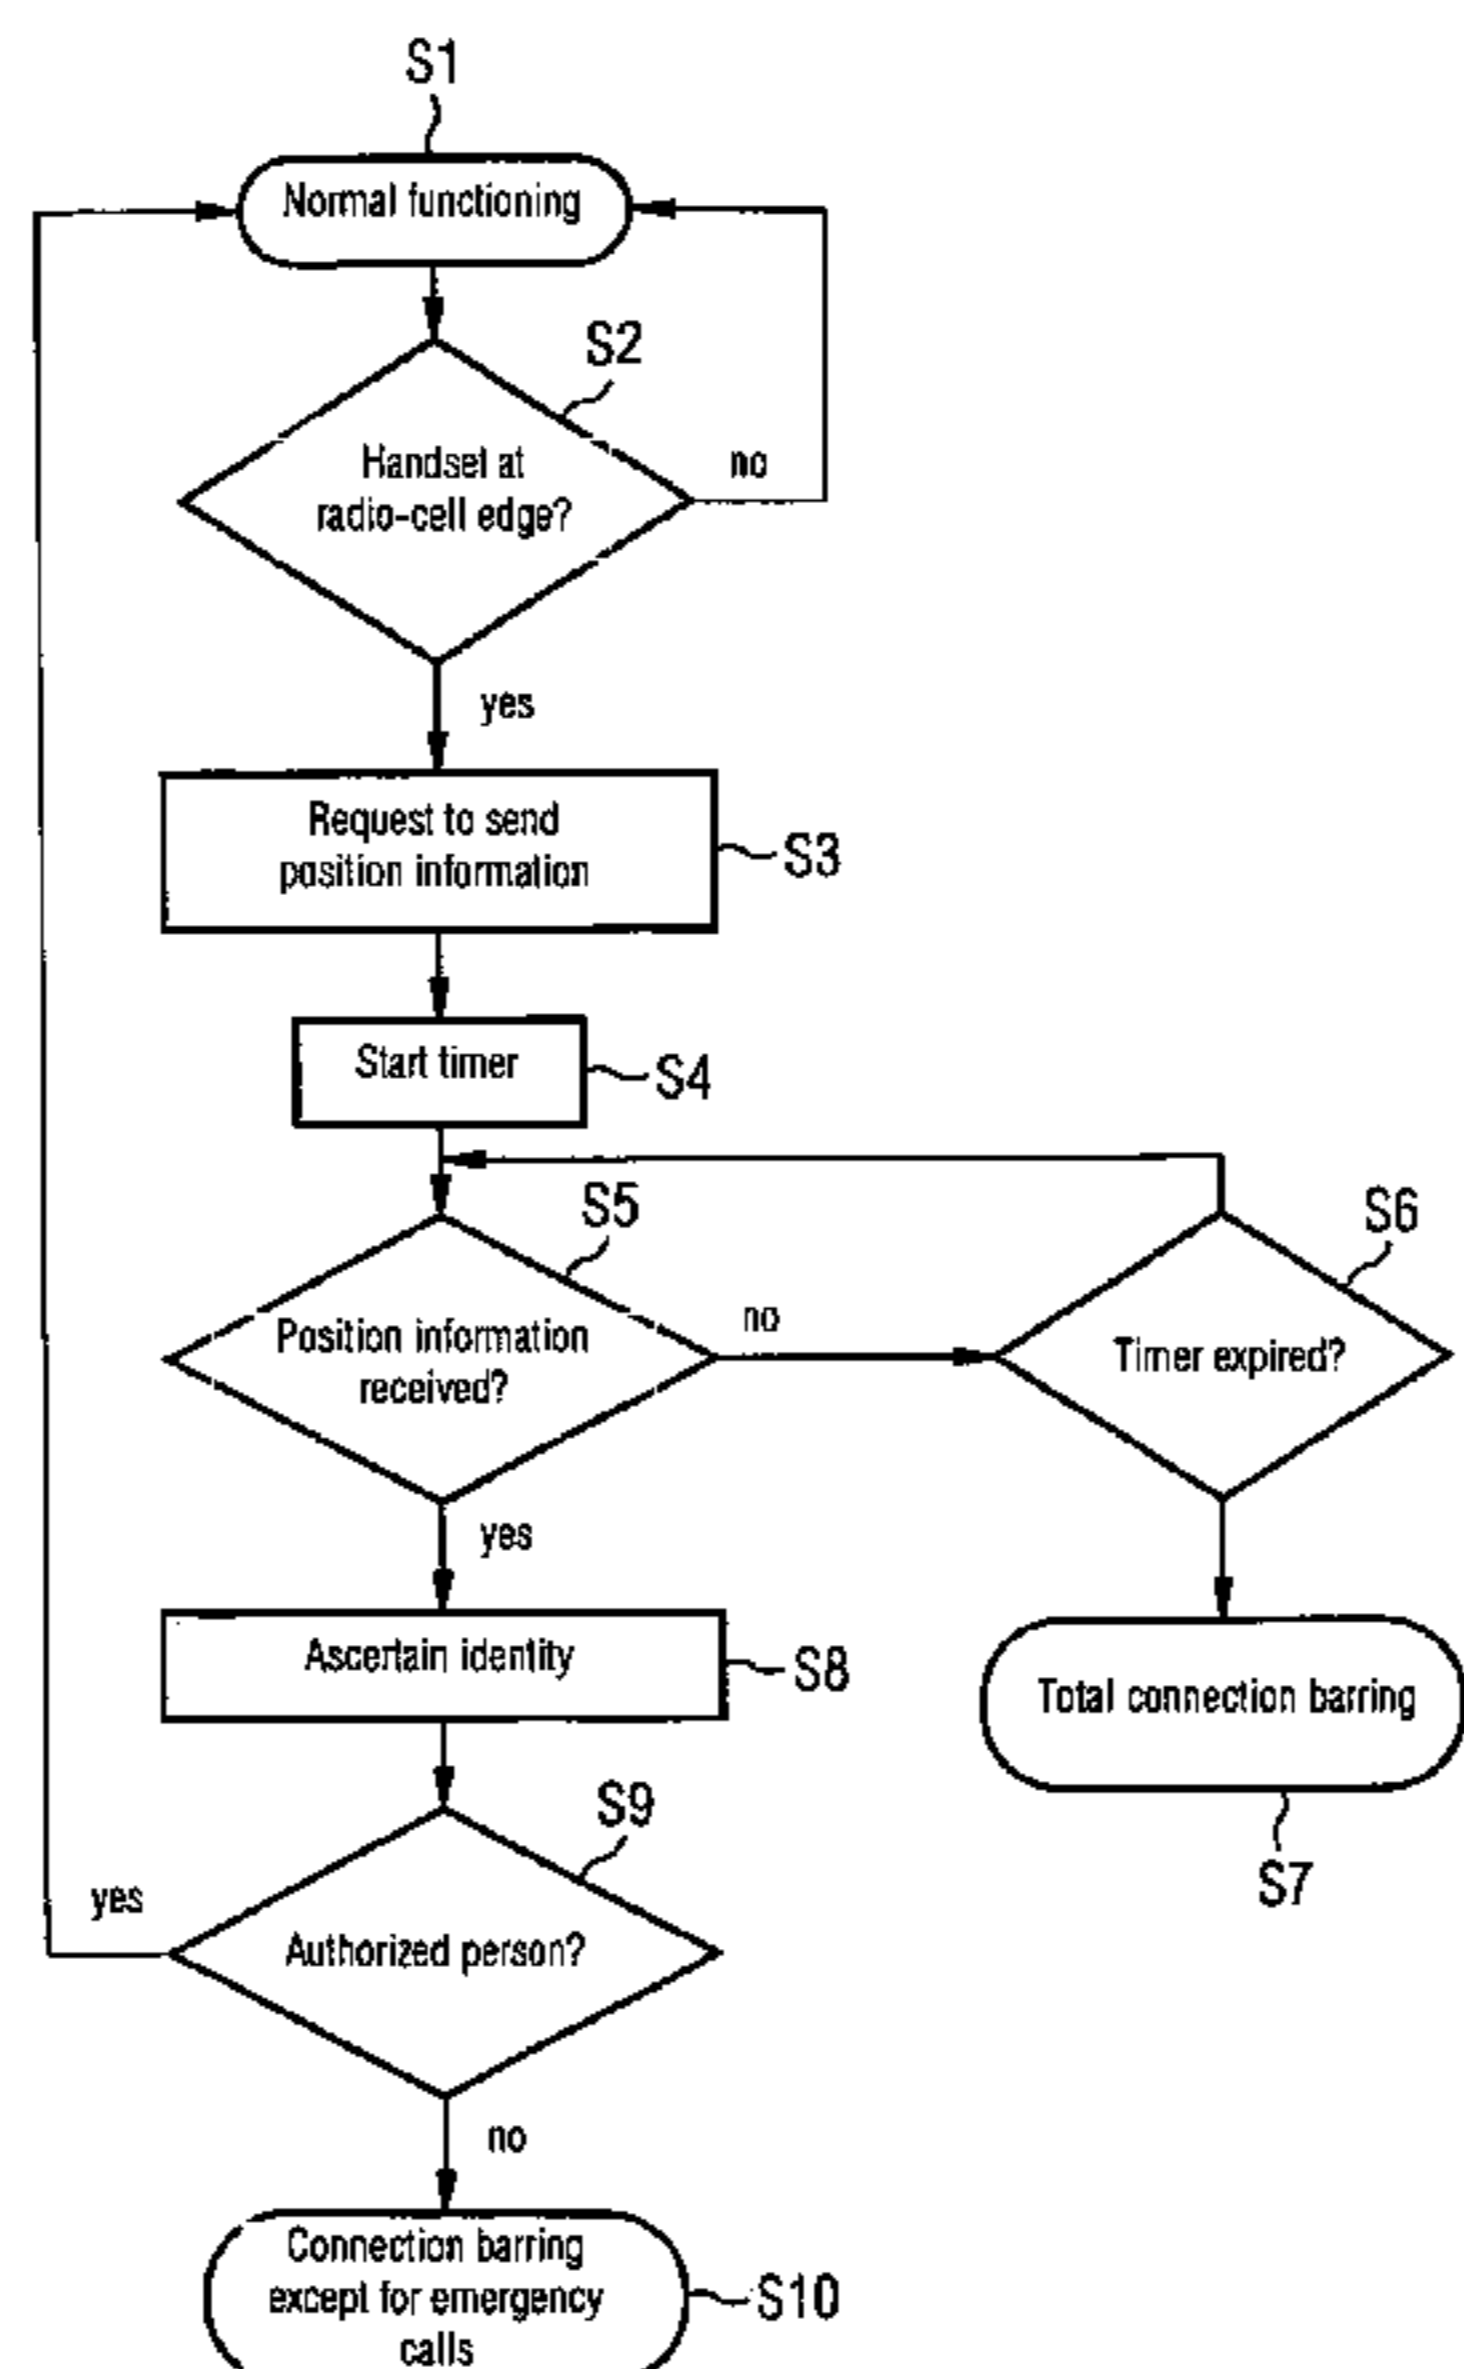 S1
Normal functioning
S2
Handset at
radio-cell edge?
no
yes
Request to send
position information
S3
Start timer
S4
S5
Position information
received?
no
S6
Timer expired?
yes
Ascertain identity
S8
Total connection barring
S7
S9
yes
Authorized person?
no
Connection barring
except for emergency
calls
S10